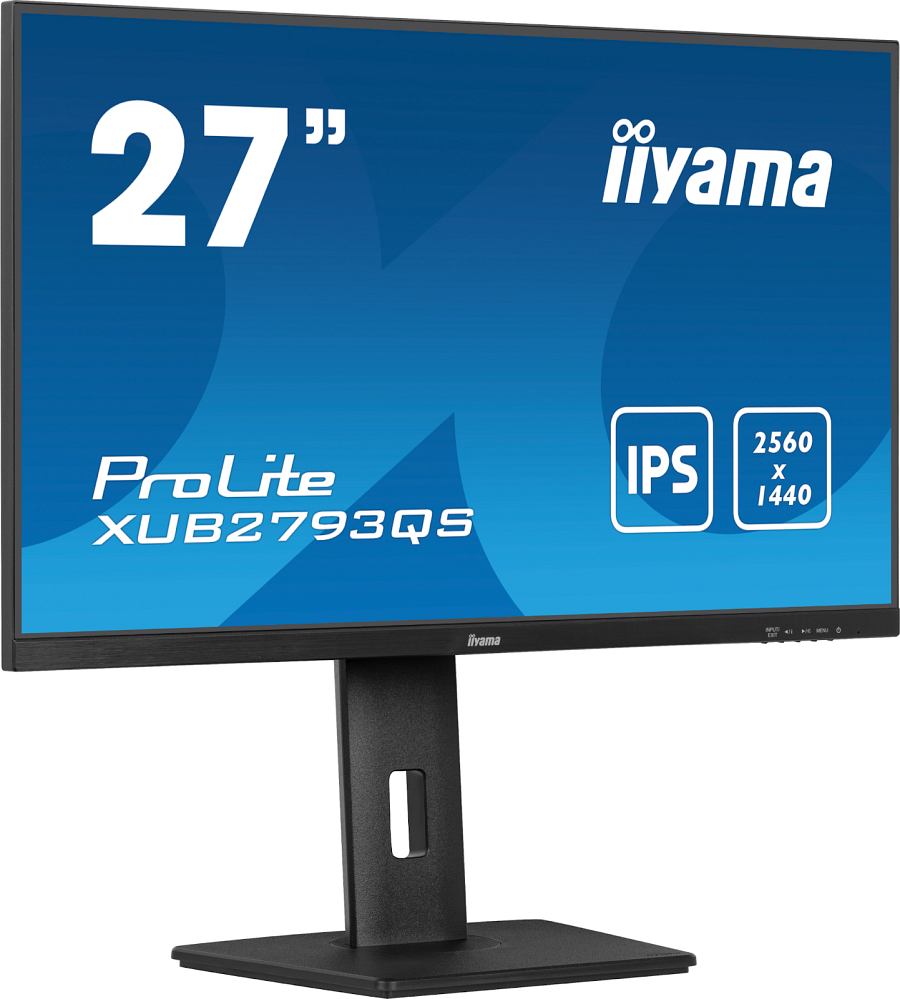 27”
iiyama
ProLite
XUB2793QS
IPS
2560
x
1440
iiyama
INPUT/
EXIT
MENU